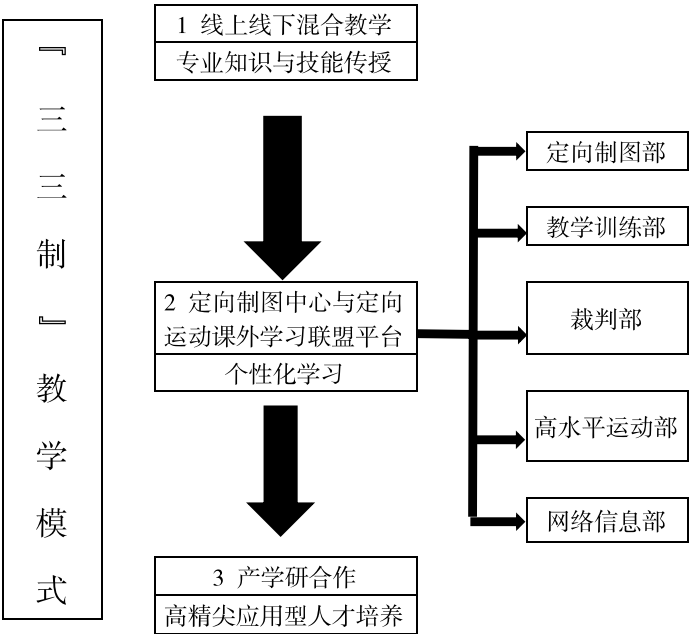 『三三制』教学模式
1 线上线下混合教学
专业知识与技能传授
2 定向制图中心与定向
运动课外学习联盟平台
个性化学习
3 产学研合作
高精尖应用型人才培养
定向制图部
教学训练部
裁判部
高水平运动部
网络信息部